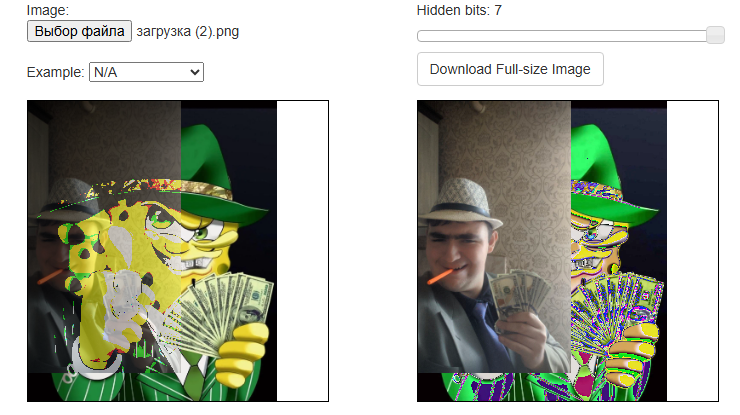 Image:
Выбор файла загрузка (2).png
Example: N/A
Hidden bits: 7
Download Full-size Image